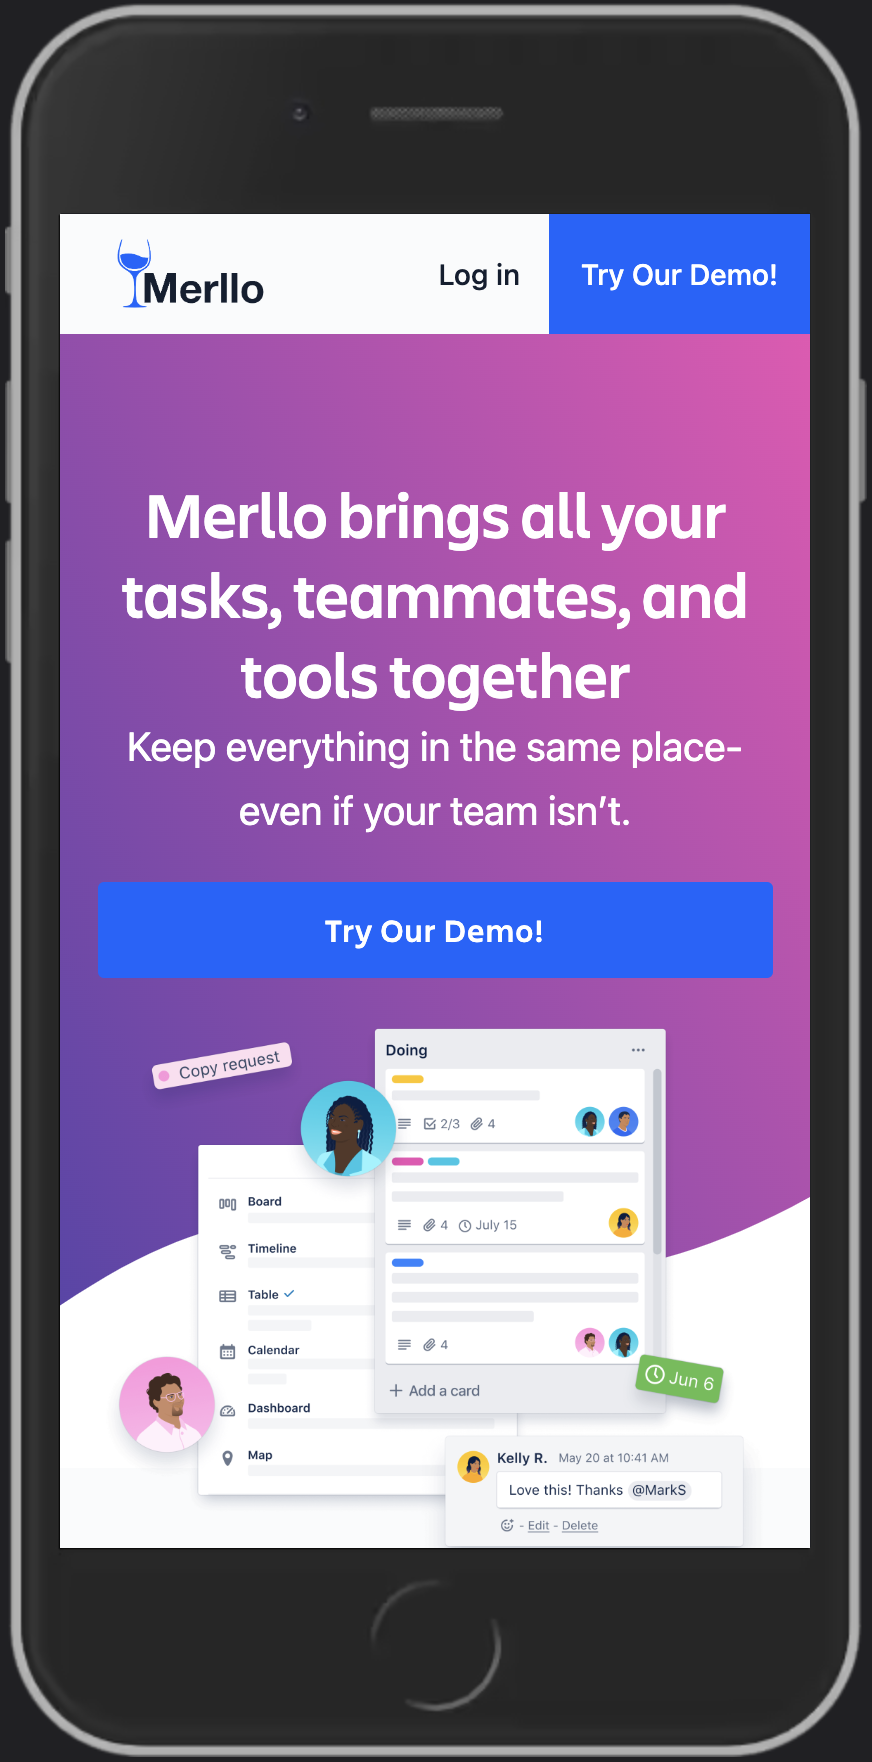 Merllo
Log in
Try Our Demo!
Merllo brings all your
tasks, teammates, and
tools together
Keep everything in the same place-
even if your team isn't.
Try Our Demo!
Copy request
Doing
2/3 4
4 July 15
4
+ Add a card
Board
Timeline
Table
Calendar
Dashboard
Map
Jun 6
Kelly R. May 20 at 10:41 AM
Love this! Thanks @MarkS
- Edit - Delete